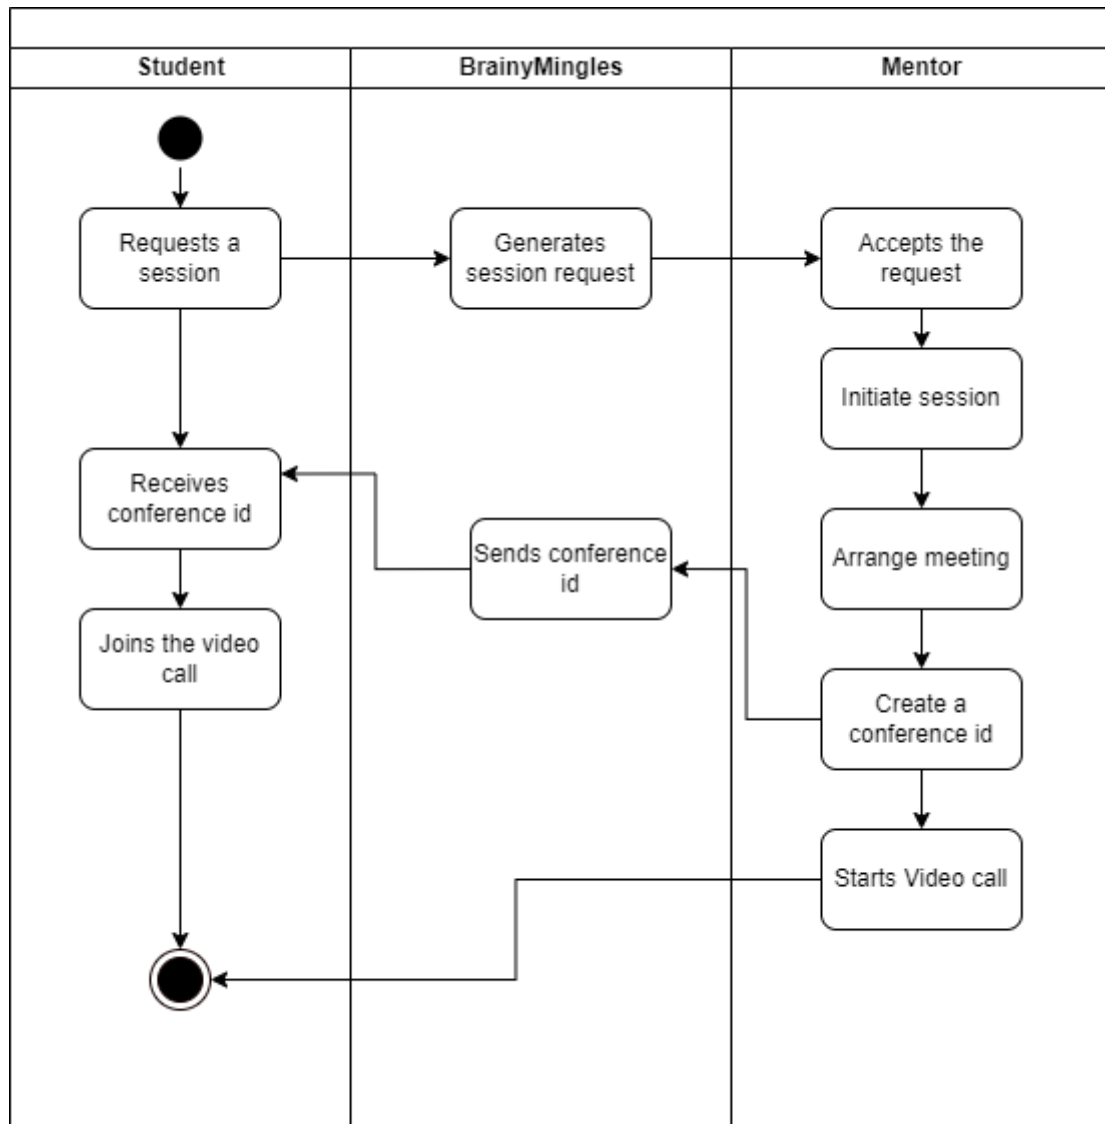 Student
BrainyMingles
Mentor
Requests a
session
Generates
session request
Accepts the
request
Initiate session
Receives
conference id
Sends conference
id
Arrange meeting
Joins the video
call
Create a
conference id
Starts Video call